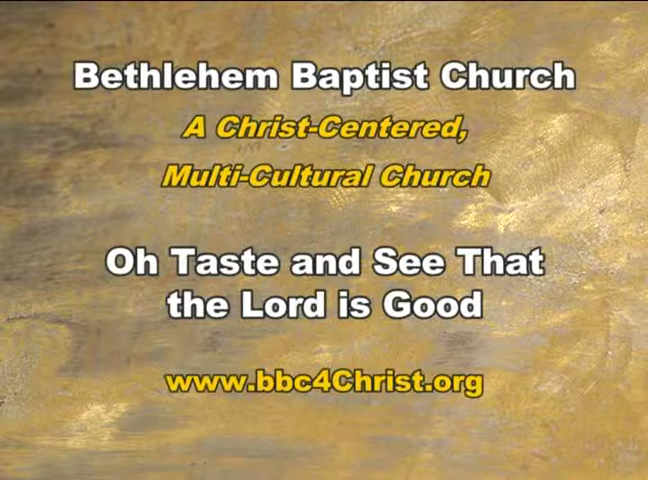 Bethlehem Baptist Church
A Christ-Centered,
Multi-Cultural Church
Oh Taste and See That
the Lord is Good
www.bbc4Christ.org